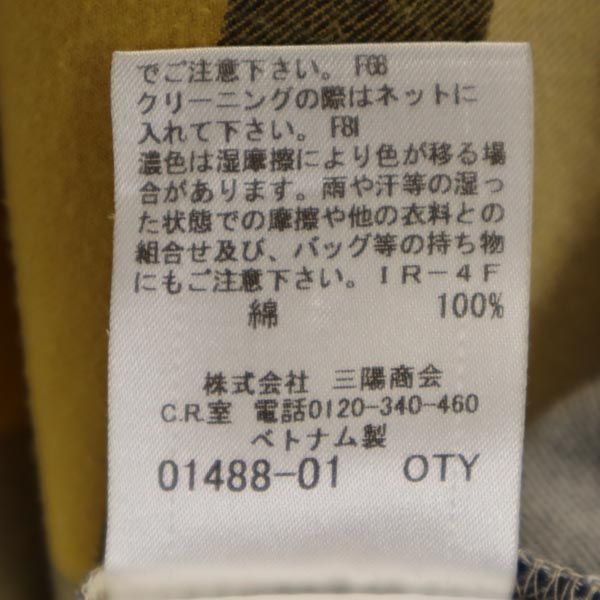 でご注意下さい。 F08
クリーニングの際はネットに
入れて下さい。 F81
濃色は湿摩擦により色が移る場
合があります。雨や汗等の湿っ
た状態での摩擦や他の衣料との
組合せ及び、バッグ等の持ち物
にもご注意下さい。IR-4F
綿 100%
株式会社 三陽商会
C.R.室 電話0120-340-460
ベトナム製
01488-01 OTY